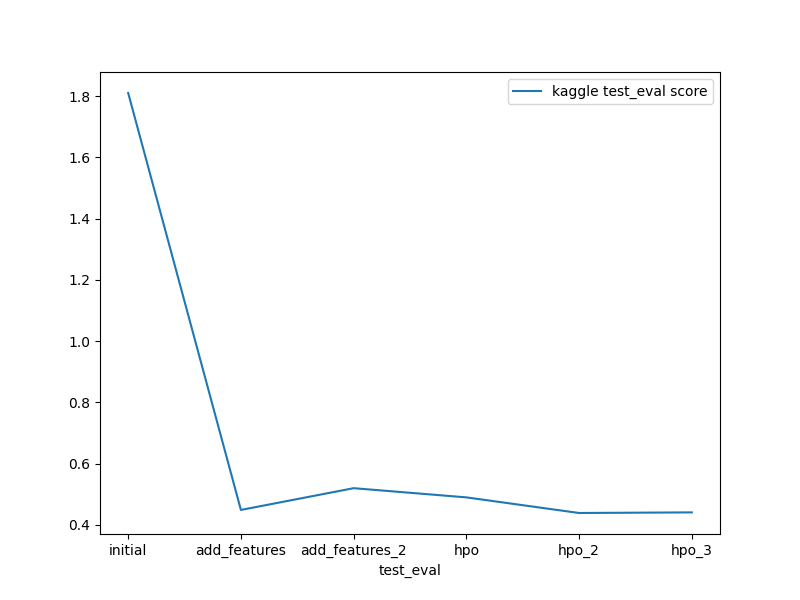 kaggle test_eval score
1.8
1.6
1.4
1.2
1.0
0.8
0.6
0.4
initial add_features add_features_2 hpo hpo_2 hpo_3
test_eval